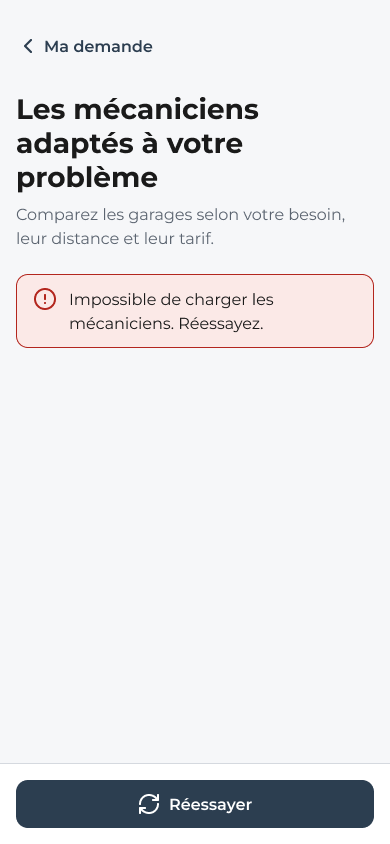 Ma demande
Les mécaniciens
adaptés à votre
problème
Comparez les garages selon votre besoin,
leur distance et leur tarif.
Impossible de charger les
mécaniciens. Réessayez.
Réessayer